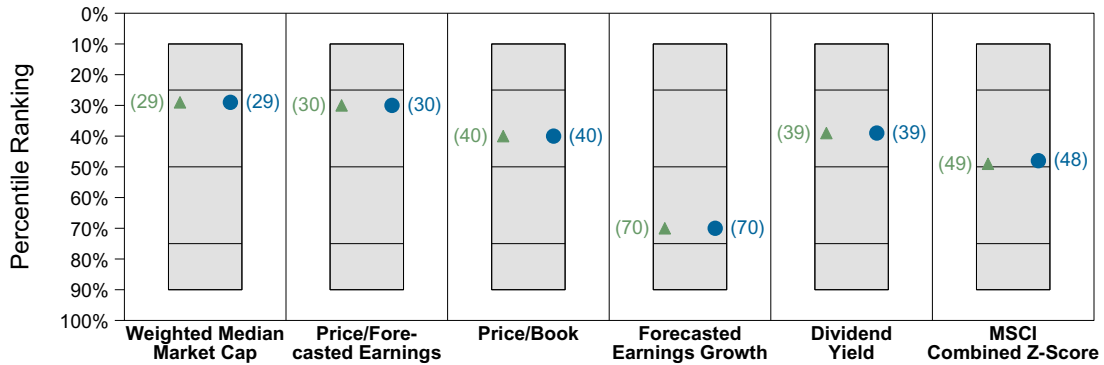 Percentile Ranking
0%
10%
20%
30%
40%
50%
60%
70%
80%
90%
100%
(29) (29)
(30) (30)
(40) (40)
(70) (70)
(39) (39)
(49) (48)
Weighted Median
Market Cap
Price/Fore-
casted Earnings
Price/Book
Forecasted
Earnings Growth
Dividend
Yield
MSCI
Combined Z-Score